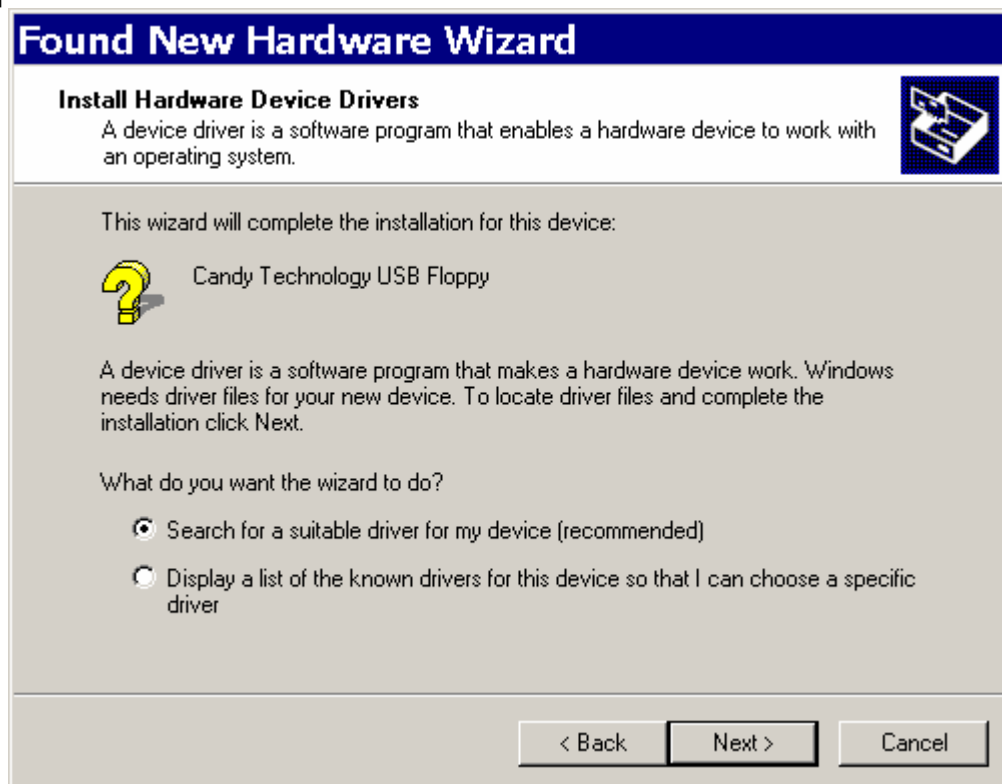 Found New Hardware Wizard
Install Hardware Device Drivers
A device driver is a software program that enables a hardware device to work with
an operating system.
This wizard will complete the installation for this device:
Candy Technology USB Floppy
A device driver is a software program that makes a hardware device work. Windows
needs driver files for your new device. To locate driver files and complete the
installation click Next.
What do you want the wizard to do?
Search for a suitable driver for my device (recommended)
Display a list of the known drivers for this device so that I can choose a specific
driver
< Back
Next >
Cancel